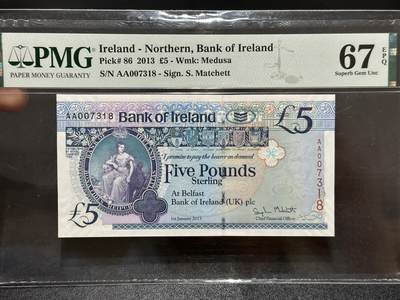 PMG
PAPER MONEY GUARANTY
Ireland - Northern, Bank of Ireland
Pick# 86 2013 £5 - Wmk: Medusa
S/N AA007318 - Sign. S. Matchett
67 EPQ
Superb Gem Unc
AA007318
Bank of Ireland
£5
I promise to pay the bearer on demand
Five Pounds
Sterling
At Belfast
Bank of Ireland (UK) plc
1st January 2013
Chief Financial Officer
£5
AA007318